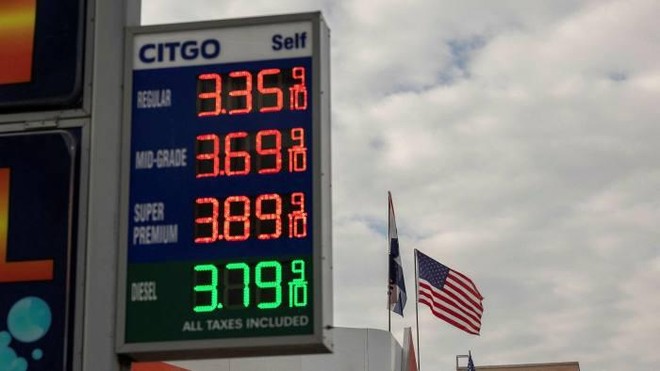 CITGO Self
REGULAR 3.35 9/10
MID-GRADE 3.69 9/10
SUPER PREMIUM 3.89 9/10
DIESEL 3.79 9/10
ALL TAXES INCLUDED